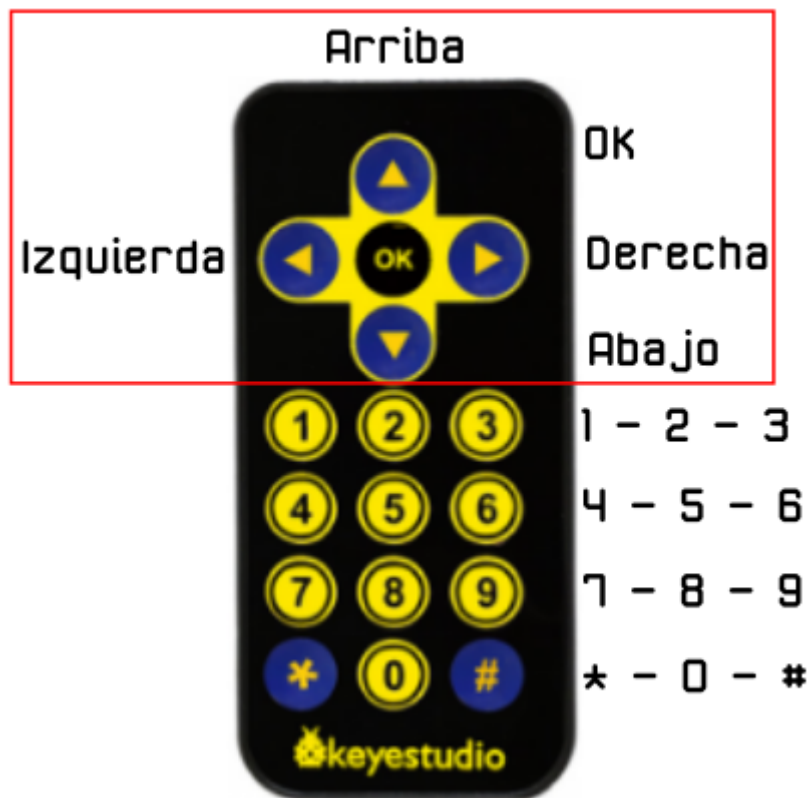 Arriba
OK
Izquierda OK Derecha
Abajo
1 2 3 1 - 2 - 3
4 5 6 4 - 5 - 6
7 8 9 7 - 8 - 9
* 0 # * - 0 - #
keyestudio